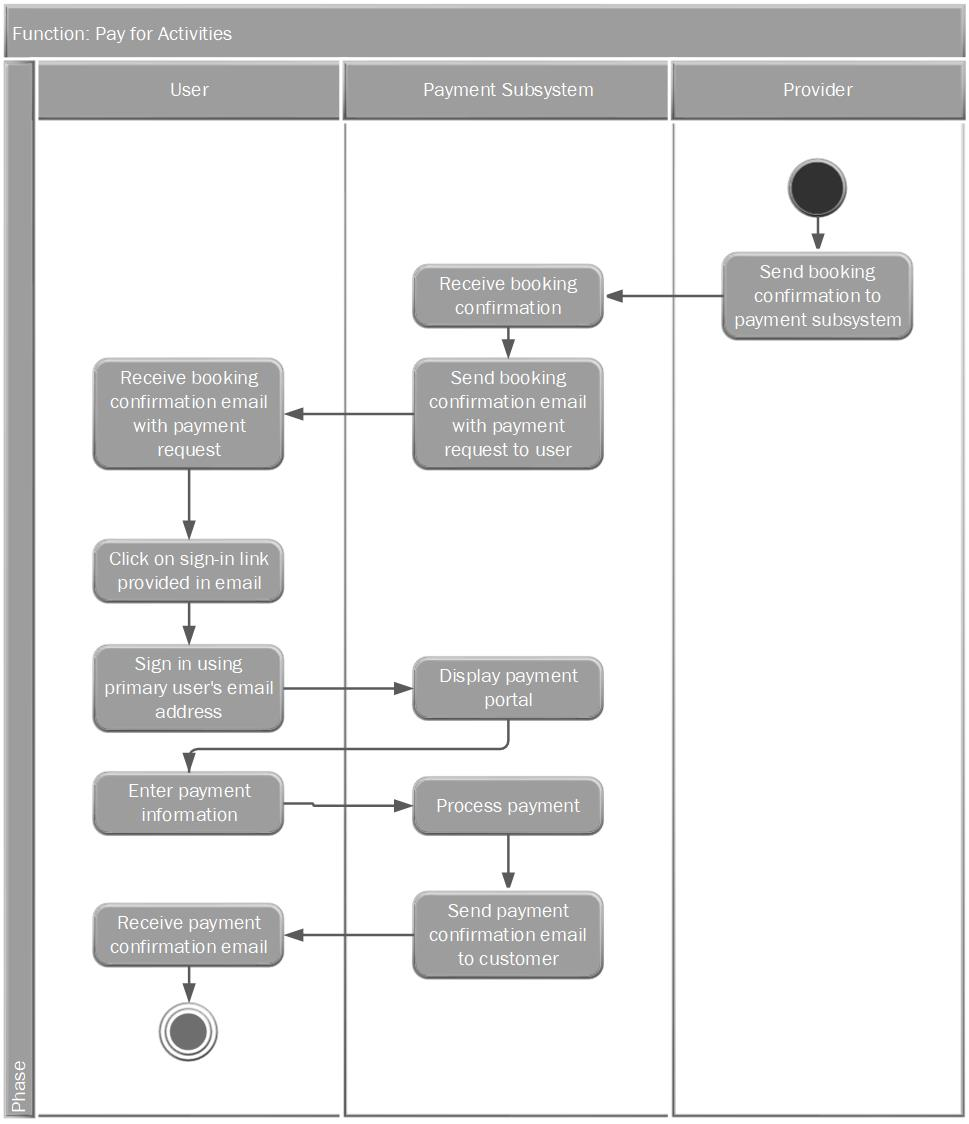 Function: Pay for Activities
User
Payment Subsystem
Provider
Send booking
confirmation to
payment subsystem
Receive booking
confirmation
Send booking
confirmation email
with payment
request to user
Receive booking
confirmation email
with payment
request
Click on sign-in link
provided in email
Sign in using
primary user's email
address
Display payment
portal
Enter payment
information
Process payment
Send payment
confirmation email
to customer
Receive payment
confirmation email
Phase